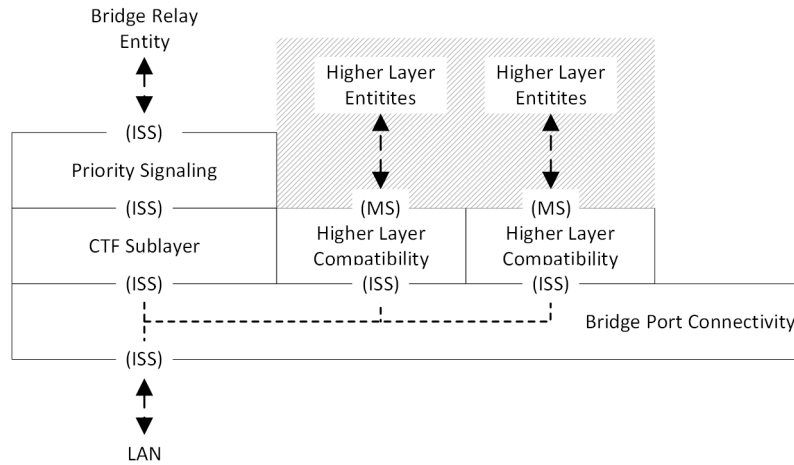 Bridge Relay
Entity
Higher Layer
Entitites
Higher Layer
Entitites
(ISS)
Priority Signaling
(ISS)
(MS)
(MS)
CTF Sublayer
Higher Layer
Compatibility
Higher Layer
Compatibility
(ISS)
(ISS)
(ISS)
Bridge Port Connectivity
(ISS)
LAN